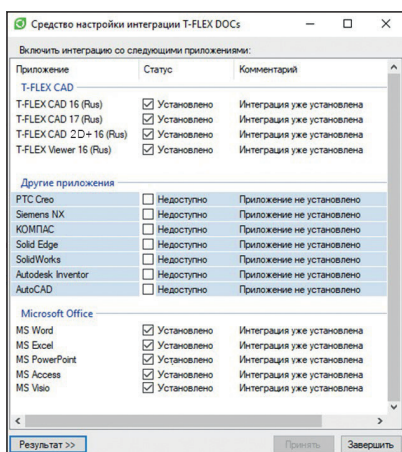 Средство настройки интеграции T-FLEX DOCs
Включить интеграцию со следующими приложениями:
Приложение Статус Комментарий
T-FLEX CAD
T-FLEX CAD 16 (Rus) Установлено Интеграция уже установлена
T-FLEX CAD 17 (Rus) Установлено Интеграция уже установлена
T-FLEX CAD 2D+16 (Rus) Установлено Интеграция уже установлена
T-FLEX Viewer 16 (Rus) Установлено Интеграция уже установлена
Другие приложения
PTC Creo Недоступно Приложение не установлено
Siemens NX Недоступно Приложение не установлено
КОМПАС Недоступно Приложение не установлено
Solid Edge Недоступно Приложение не установлено
SolidWorks Недоступно Приложение не установлено
Autodesk Inventor Недоступно Приложение не установлено
AutoCAD Недоступно Приложение не установлено
Microsoft Office
MS Word Установлено Интеграция уже установлена
MS Excel Установлено Интеграция уже установлена
MS PowerPoint Установлено Интеграция уже установлена
MS Access Установлено Интеграция уже установлена
MS Visio Установлено Интеграция уже установлена
Результат >> Принять Завершить